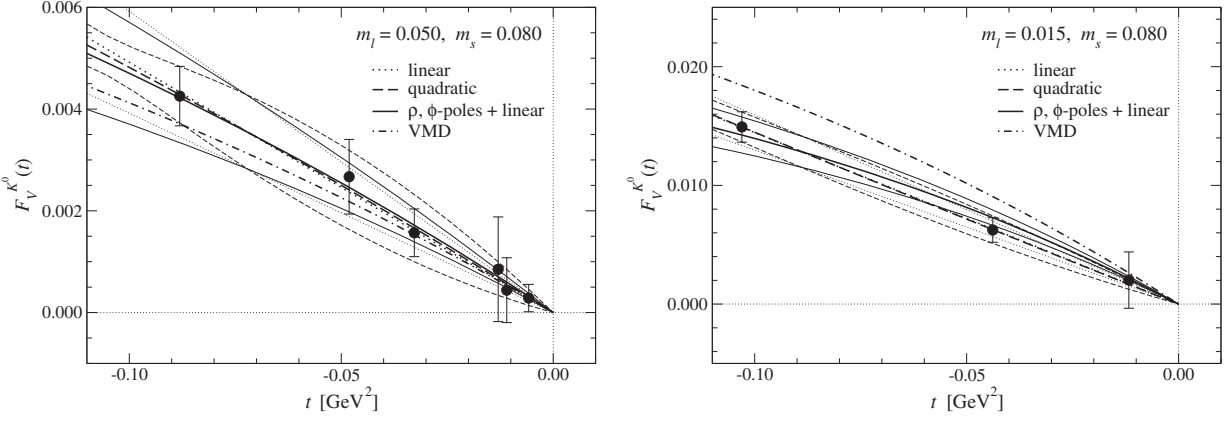 0.006
0.004
0.002
0.000
F_V^{K^0}(t)
m_l = 0.050, m_s = 0.080
linear
quadratic
ρ, ϕ-poles + linear
VMD
-0.10
-0.05
0.00
t [GeV^2]
0.020
0.010
0.000
F_V^{K^0}(t)
m_l = 0.015, m_s = 0.080
linear
quadratic
ρ, ϕ-poles + linear
VMD
-0.10
-0.05
0.00
t [GeV^2]